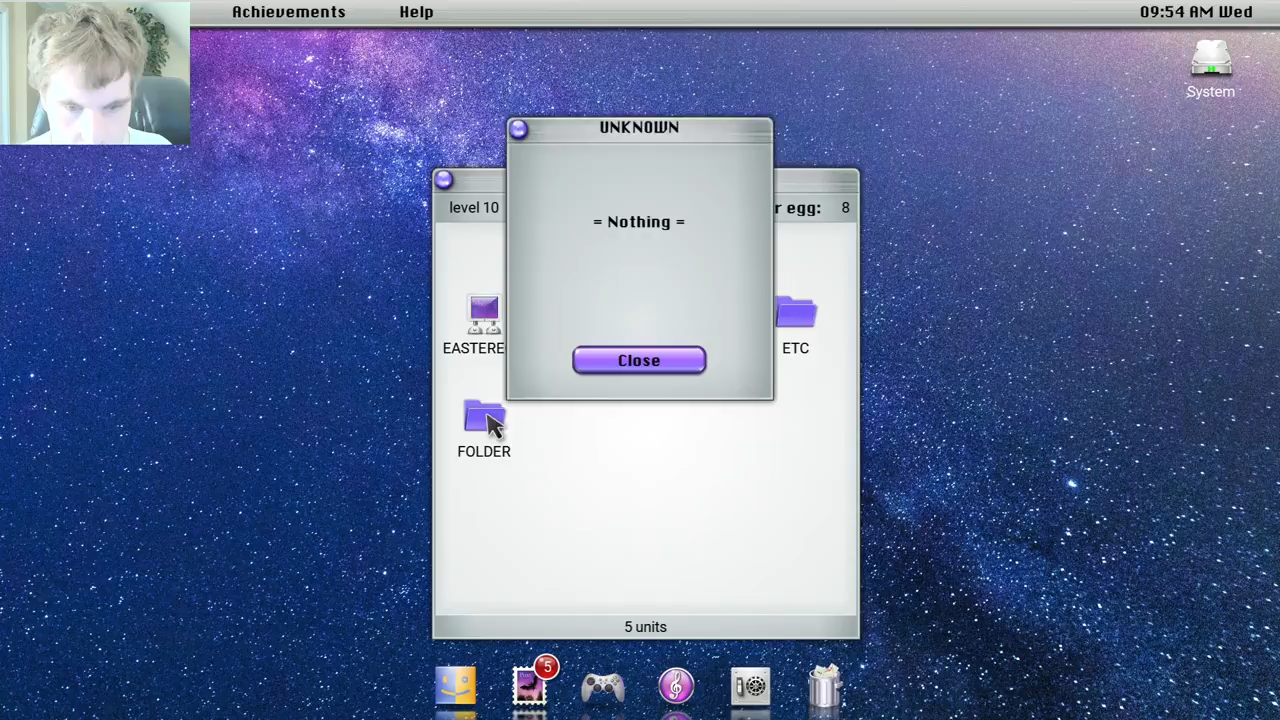 Achievements Help 09:54 AM Wed
System
UNKNOWN
level 10 r egg: 8
= Nothing =
EASTERE ETC
Close
FOLDER
5 units
5